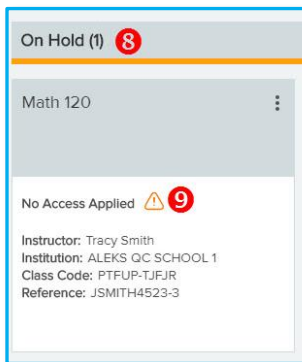 On Hold (1) 8
Math 120
No Access Applied 9
Instructor: Tracy Smith
Institution: ALEKS QC SCHOOL 1
Class Code: PTFUP-TJFJR
Reference: JSMITH4523-3